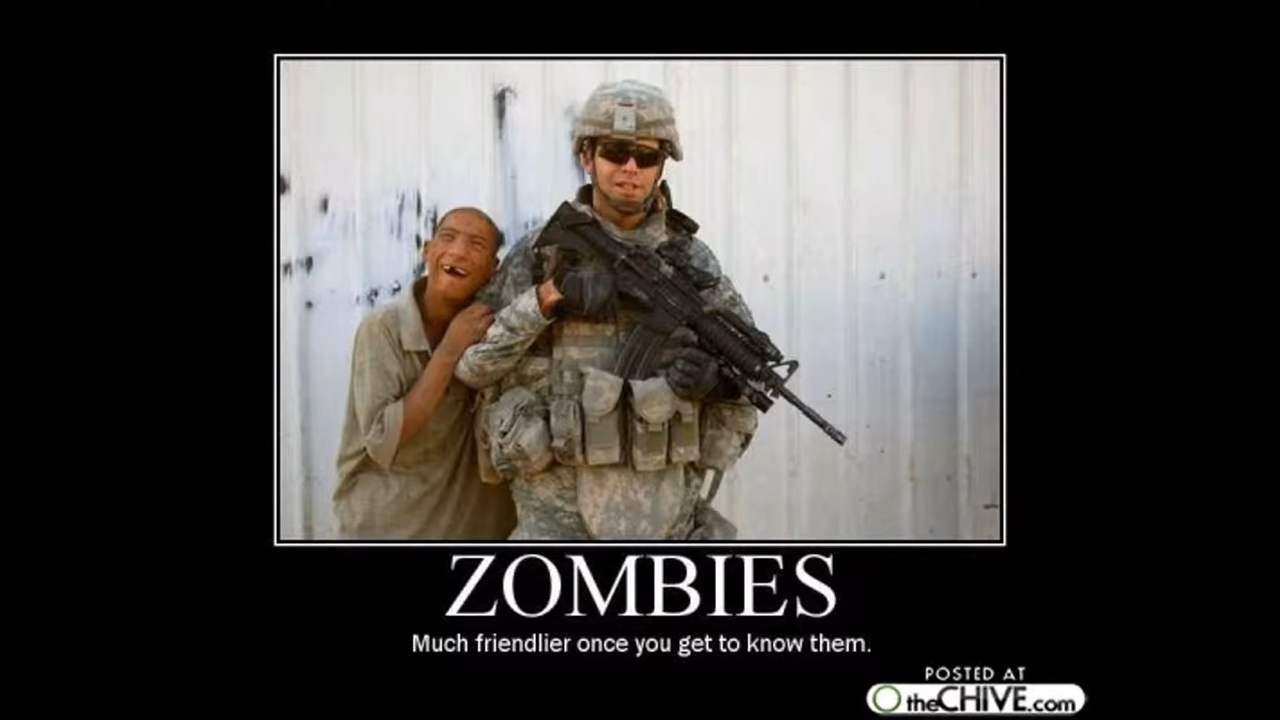 ZOMBIES
Much friendlier once you get to know them.
POSTED AT
theCHIVE.com